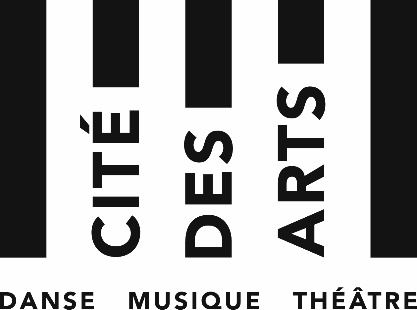 CITÉ
DES
ARTS
DANSE MUSIQUE THÉÂTRE